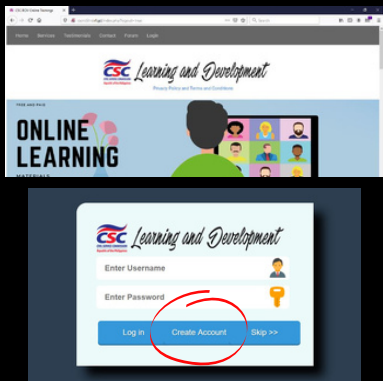 Home Services Testimonials Contact Forum Login
CSC Learning and Development
Privacy Policy and Terms and Conditions
FREE AND PAID
ONLINE
LEARNING
MATERIALS
CSC Learning and Development
Enter Username
Enter Password
Log in Create Account Skip >>